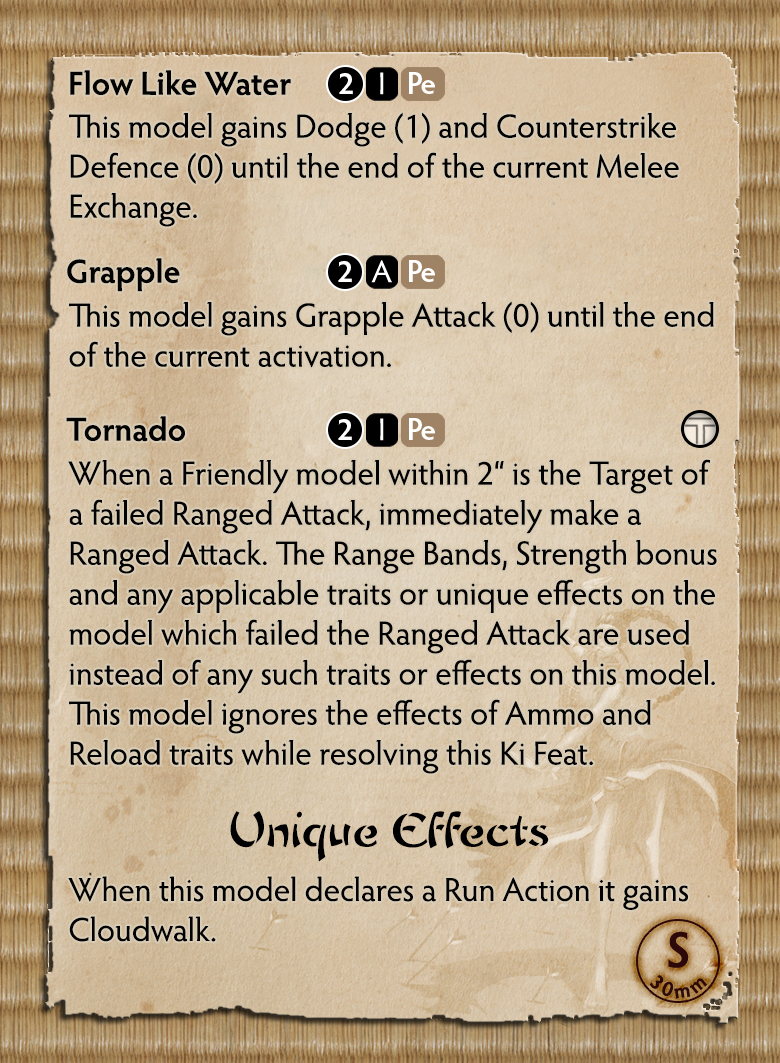 Flow Like Water 2 I Pe
This model gains Dodge (1) and Counterstrike
Defence (0) until the end of the current Melee
Exchange.
Grapple 2 A Pe
This model gains Grapple Attack (0) until the end
of the current activation.
Tornado 2 I Pe T
When a Friendly model within 2“ is the Target of
a failed Ranged Attack, immediately make a
Ranged Attack. The Range Bands, Strength bonus
and any applicable traits or unique effects on the
model which failed the Ranged Attack are used
instead of any such traits or effects on this model.
This model ignores the effects of Ammo and
Reload traits while resolving this Ki Feat.
Unique Effects
When this model declares a Run Action it gains
Cloudwalk.
S
30mm